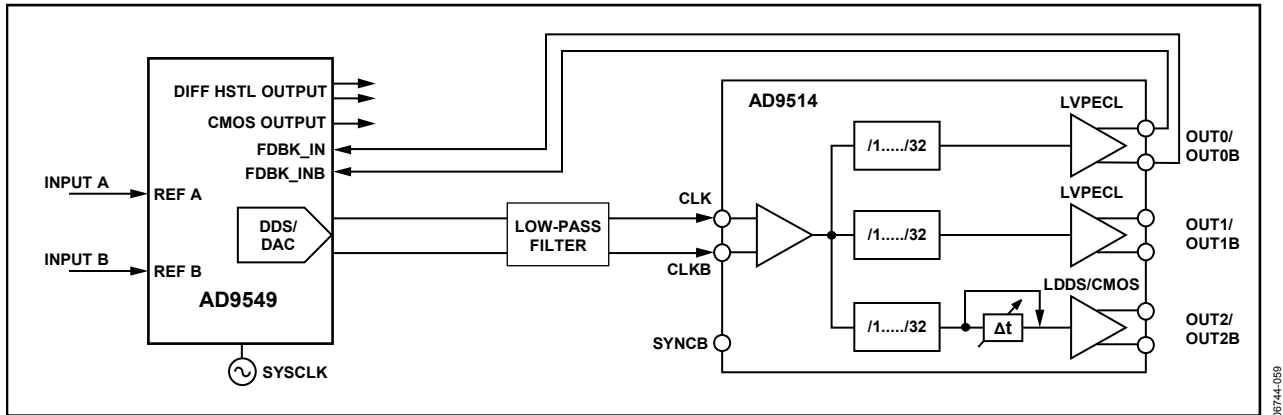 DIFF HSTL OUTPUT
CMOS OUTPUT
FDBK_IN
FDBK_INB
INPUT A
REF A
DDS/
DAC
INPUT B
REF B
AD9549
SYSCLK
LOW-PASS
FILTER
CLK
CLKB
SYNCB
AD9514
/1...../32
LVPECL
OUT0/
OUT0B
/1...../32
LVPECL
OUT1/
OUT1B
/1...../32
Δt
LDDS/CMOS
OUT2/
OUT2B
06744-059